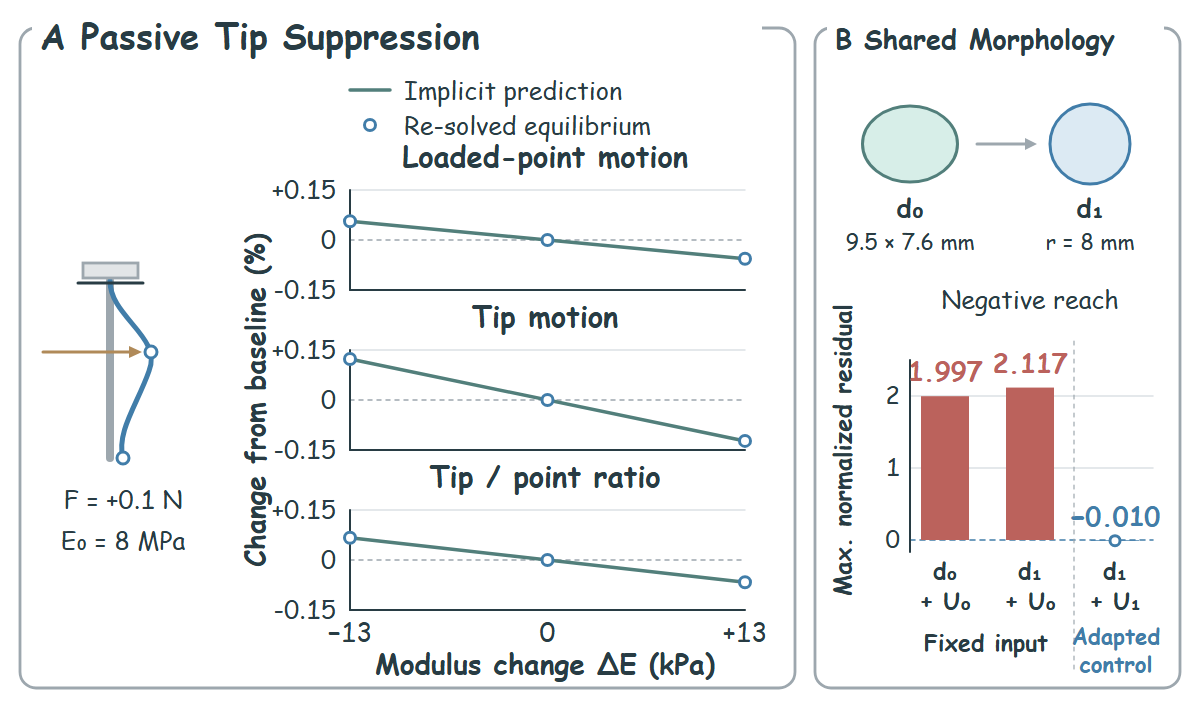 A Passive Tip Suppression
Implicit prediction
Re-solved equilibrium
Loaded-point motion
+0.15
0
-0.15
Tip motion
+0.15
0
-0.15
Tip / point ratio
+0.15
0
-0.15
−13
0
+13
Modulus change ΔE (kPa)
Change from baseline (%)
F = +0.1 N
E₀ = 8 MPa
B Shared Morphology
d₀
d₁
9.5 × 7.6 mm
r = 8 mm
Negative reach
Max. normalized residual
2
1
0
1.997
2.117
−0.010
d₀
+ U₀
d₁
+ U₀
d₁
+ U₁
Fixed input
Adapted
control